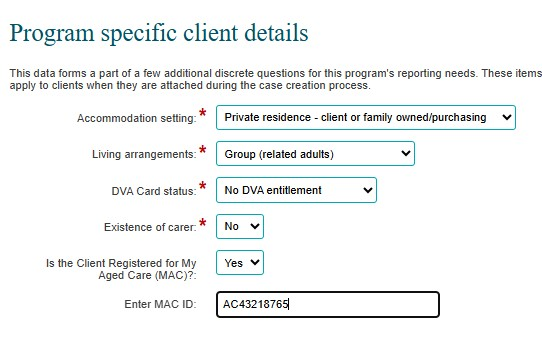 Program specific client details
This data forms a part of a few additional discrete questions for this program's reporting needs. These items
apply to clients when they are attached during the case creation process.
Accommodation setting: * Private residence - client or family owned/purchasing
Living arrangements: * Group (related adults)
DVA Card status: * No DVA entitlement
Existence of carer: * No
Is the Client Registered for My
Aged Care (MAC)?: Yes
Enter MAC ID: AC43218765